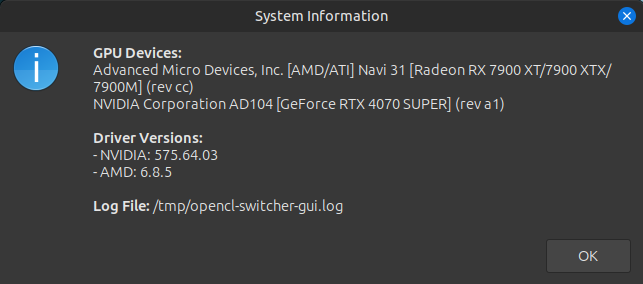 System Information
GPU Devices:
Advanced Micro Devices, Inc. [AMD/ATI] Navi 31 [Radeon RX 7900 XT/7900 XTX/
7900M] (rev cc)
NVIDIA Corporation AD104 [GeForce RTX 4070 SUPER] (rev a1)
Driver Versions:
- NVIDIA: 575.64.03
- AMD: 6.8.5
Log File: /tmp/opencl-switcher-gui.log
OK